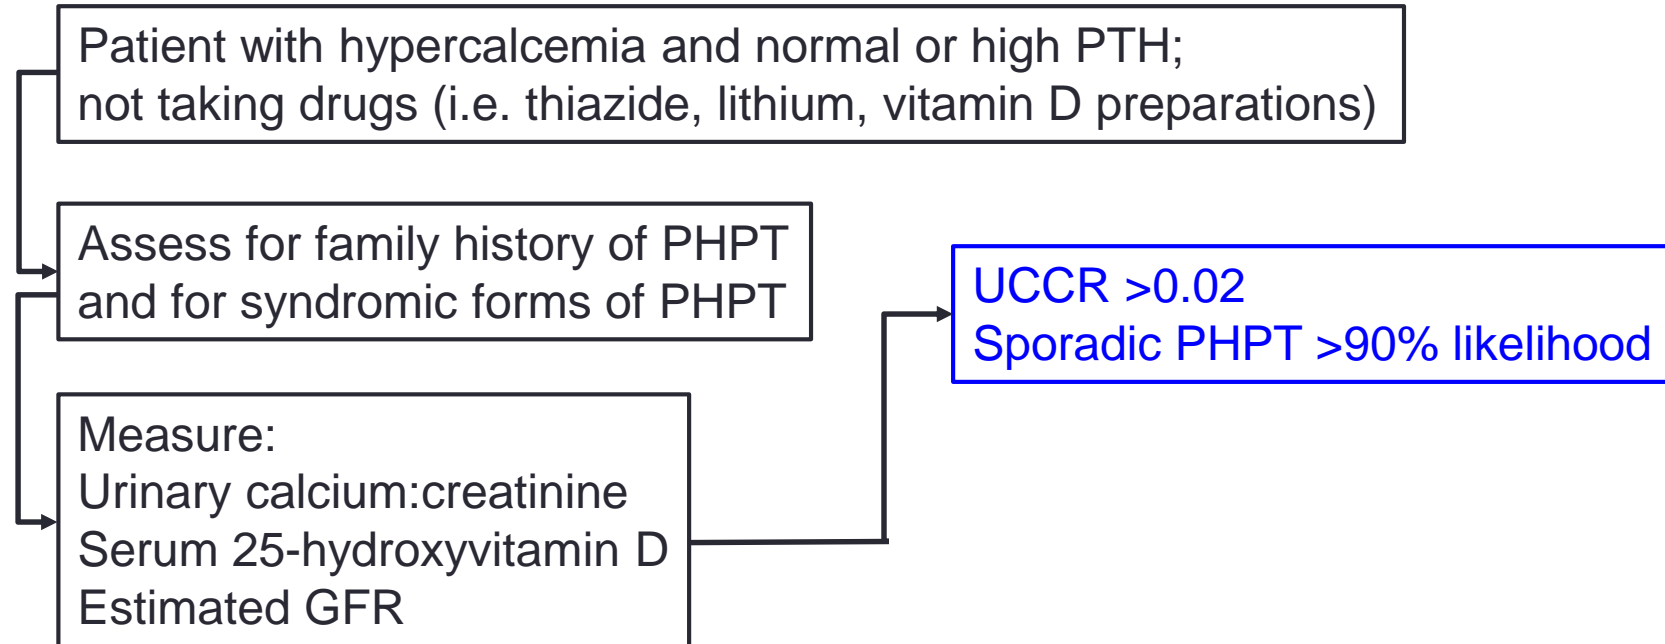 Patient with hypercalcemia and normal or high PTH;
not taking drugs (i.e. thiazide, lithium, vitamin D preparations)
Assess for family history of PHPT
and for syndromic forms of PHPT
UCCR >0.02
Sporadic PHPT >90% likelihood
Measure:
Urinary calcium:creatinine
Serum 25-hydroxyvitamin D
Estimated GFR